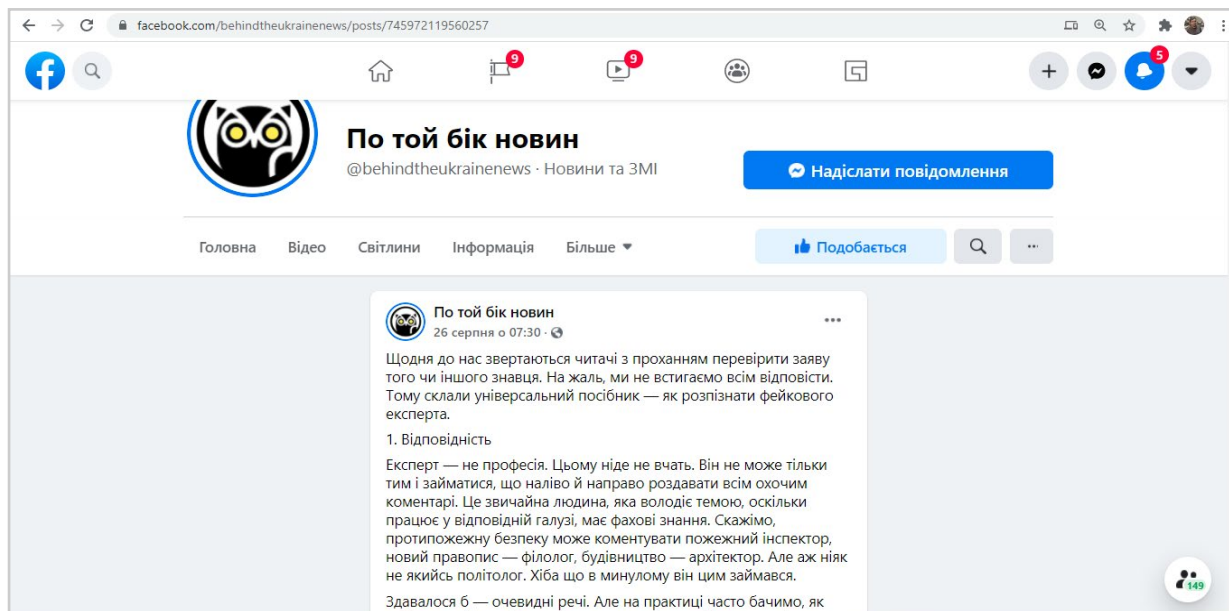 facebook.com/behindtheukrainenews/posts/745972119560257
9
9
5
По той бік новин
@behindtheukrainenews · Новини та ЗМІ
Надіслати повідомлення
Головна Відео Світлини Інформація Більше
Подобається
По той бік новин
26 серпня о 07:30 ·
Щодня до нас звертаються читачі з проханням перевірити заяву
того чи іншого знавця. На жаль, ми не встигаємо всім відповісти.
Тому склали універсальний посібник — як розпізнати фейкового
експерта.
1. Відповідність
Експерт — не професія. Цьому ніде не вчать. Він не може тільки
тим і займатися, що наліво й направо роздавати всім охочим
коментарі. Це звичайна людина, яка володіє темою, оскільки
працює у відповідній галузі, має фахові знання. Скажімо,
протипожежну безпеку може коментувати пожежний інспектор,
новий правопис — філолог, будівництво — архітектор. Але аж ніяк
не якийсь політолог. Хіба що в минулому він цим займався.
Здавалося б — очевидні речі. Але на практиці часто бачимо, як
149